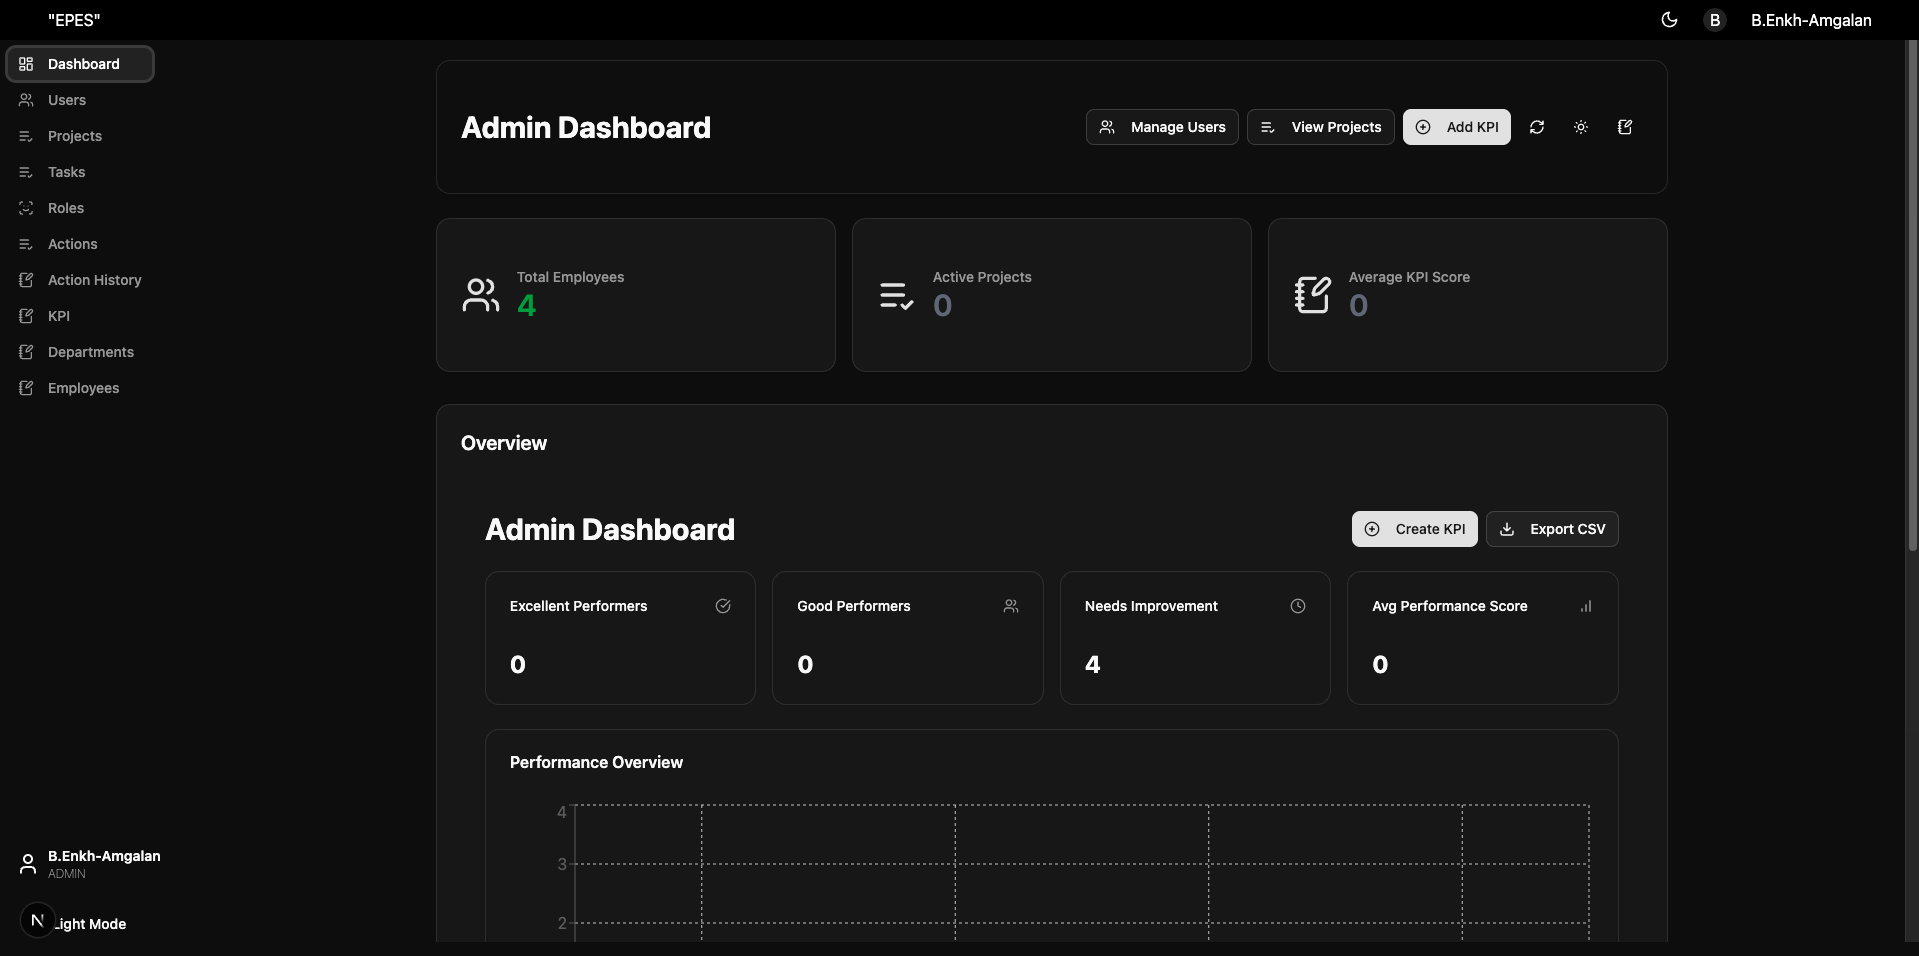 "EPES"
B
B.Enkh-Amgalan
Dashboard
Users
Projects
Tasks
Roles
Actions
Action History
KPI
Departments
Employees
Admin Dashboard
Manage Users
View Projects
Add KPI
Total Employees
4
Active Projects
0
Average KPI Score
0
Overview
Admin Dashboard
Create KPI
Export CSV
Excellent Performers
0
Good Performers
0
Needs Improvement
4
Avg Performance Score
0
Performance Overview
4
3
2
B.Enkh-Amgalan
ADMIN
N
Light Mode